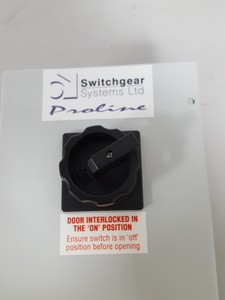 Switchgear
Systems Ltd
Proline
DOOR INTERLOCKED IN
THE 'ON' POSITION
Ensure switch is in 'off'
position before opening